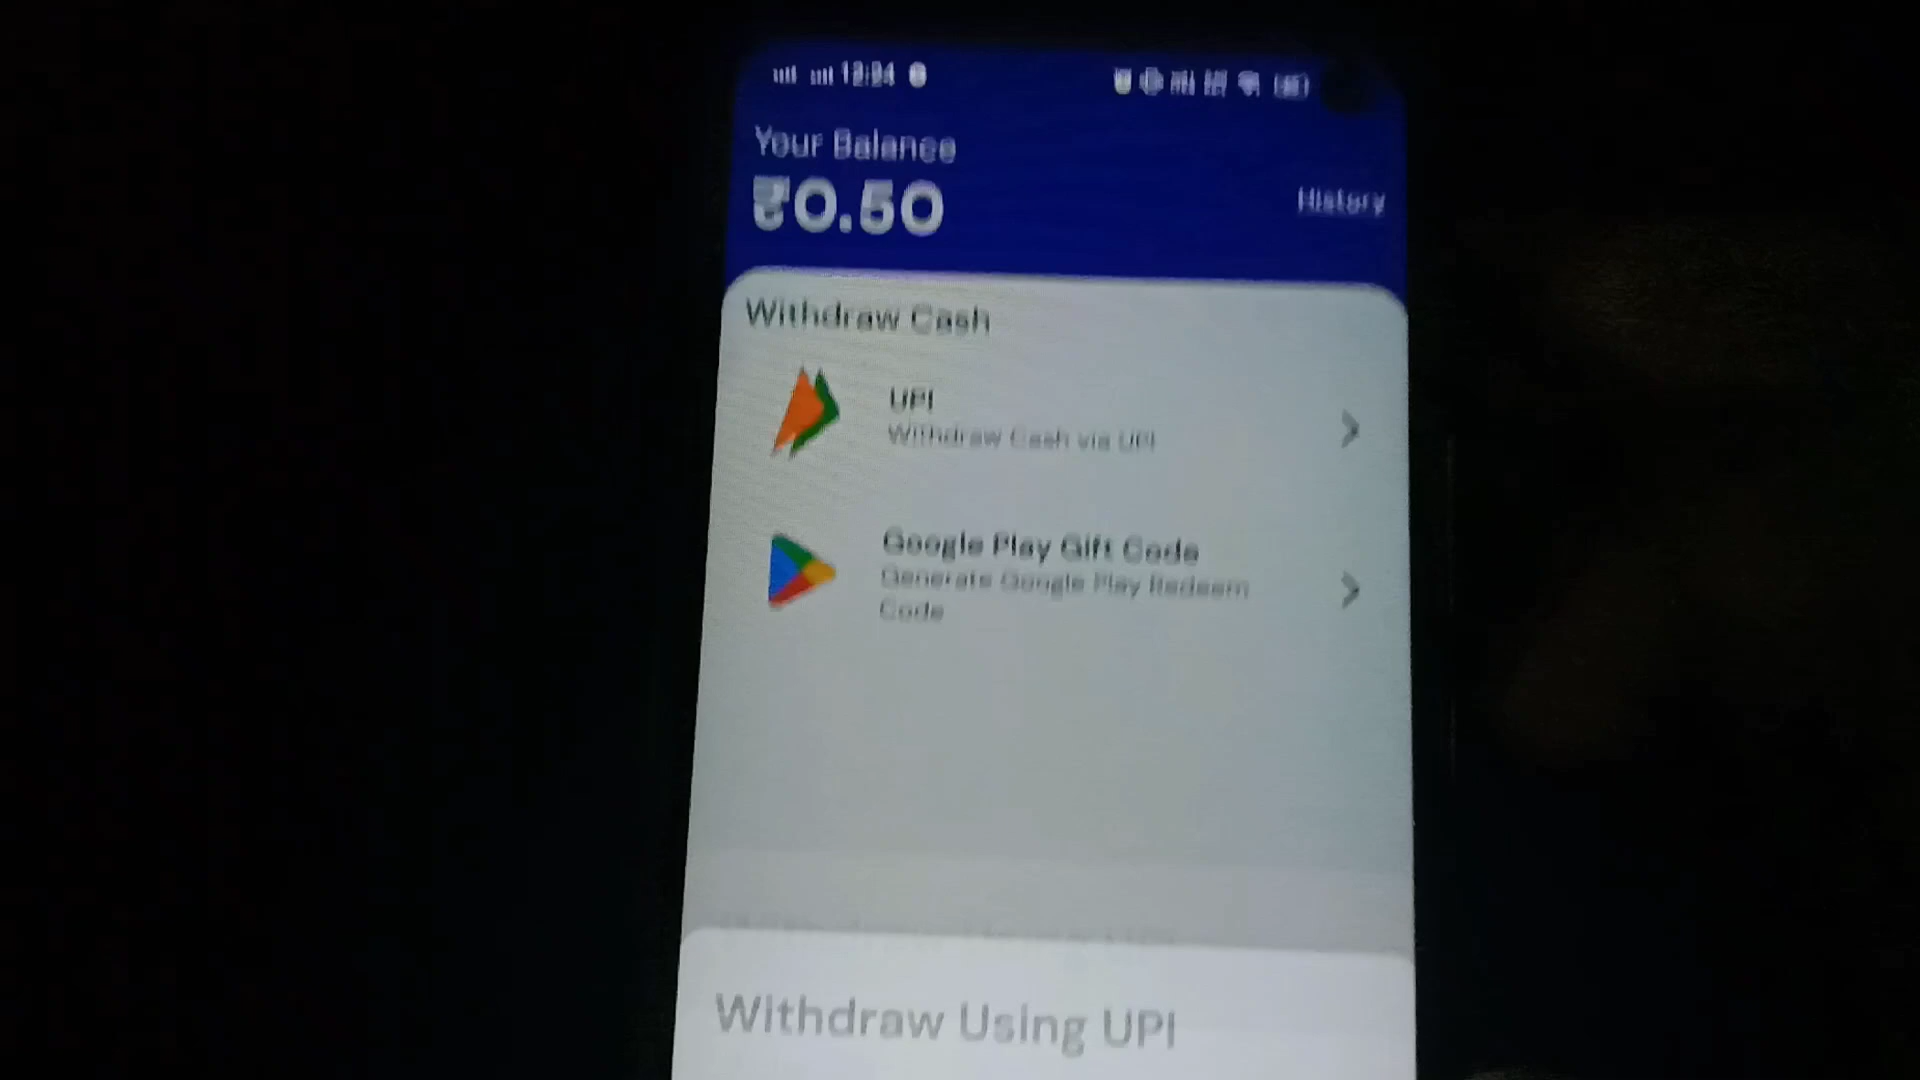 Your Balance
₹0.50
History
Withdraw Cash
UPI
Withdraw Cash via UPI
Google Play Gift Code
Generate Google Play Redeem
Code
Withdraw Using UPI